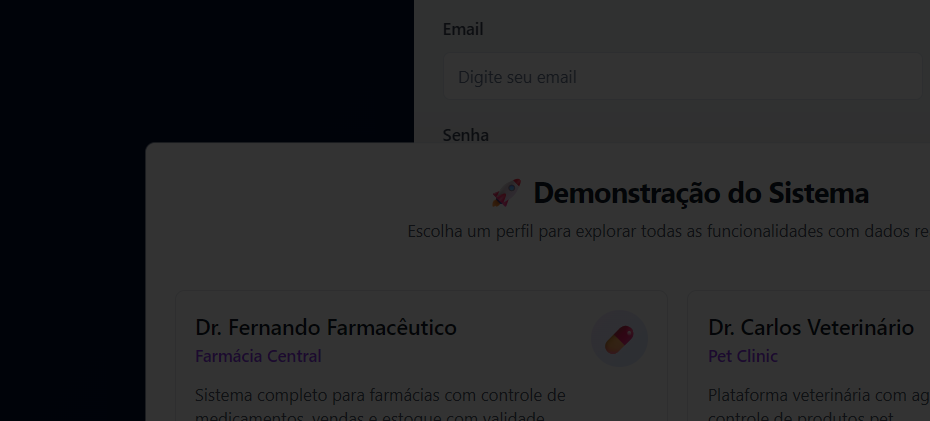 Email
Digite seu email
Senha
🚀 Demonstração do Sistema
Escolha um perfil para explorar todas as funcionalidades com dados re
Dr. Fernando Farmacêutico
Farmácia Central
Sistema completo para farmácias com controle de
medicamentos, vendas e estoque com validade
Dr. Carlos Veterinário
Pet Clinic
Plataforma veterinária com ag
controle de produtos pet